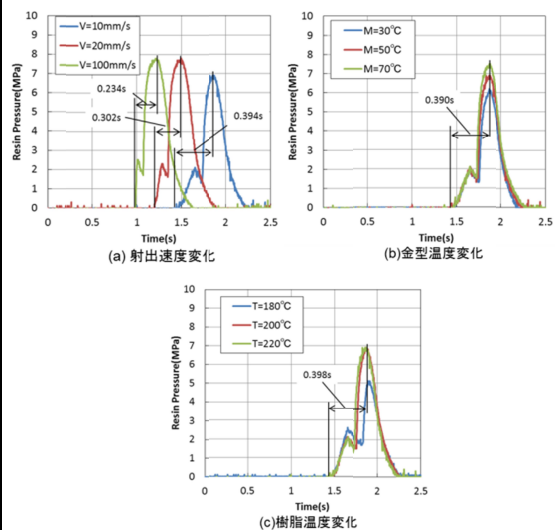 V=10mm/s
V=20mm/s
V=100mm/s
0.234s
0.302s
0.394s
Resin Pressure(MPa)
10
9
8
7
6
5
4
3
2
1
0
0 0.5 1 1.5 2 2.5
Time(s)
(a) 射出速度変化
M=30℃
M=50℃
M=70℃
0.390s
Resin Pressure(MPa)
10
9
8
7
6
5
4
3
2
1
0
0 0.5 1 1.5 2 2.5
Time(s)
(b)金型温度変化
T=180℃
T=200℃
T=220℃
0.398s
Resin Pressure(MPa)
10
9
8
7
6
5
4
3
2
1
0
0 0.5 1 1.5 2 2.5
Time(s)
(c)樹脂温度変化